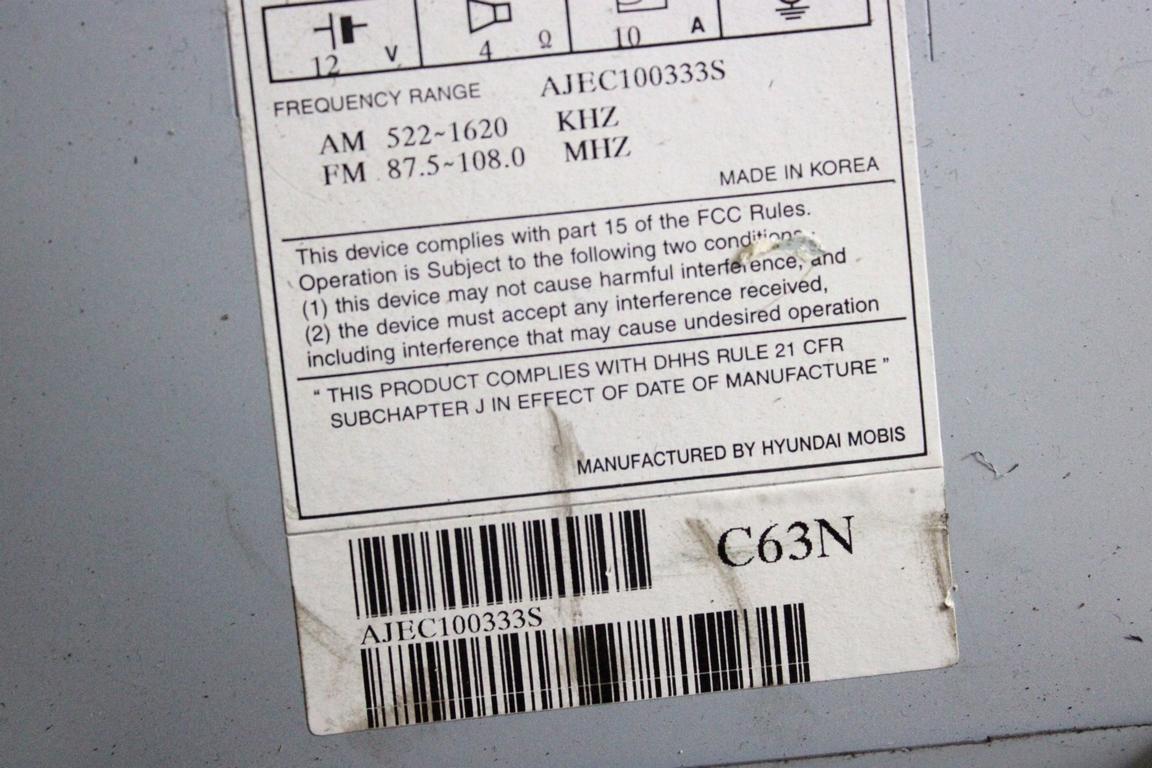 12 V 4 Ω 10 A
FREQUENCY RANGE AJEC100333S
AM 522~1620 KHZ
FM 87.5~108.0 MHZ
MADE IN KOREA
This device complies with part 15 of the FCC Rules.
Operation is Subject to the following two conditions
(1) this device may not cause harmful interference, and
(2) the device must accept any interference received,
including interference that may cause undesired operation
“ THIS PRODUCT COMPLIES WITH DHHS RULE 21 CFR
SUBCHAPTER J IN EFFECT OF DATE OF MANUFACTURE ”
MANUFACTURED BY HYUNDAI MOBIS
C63N
AJEC100333S